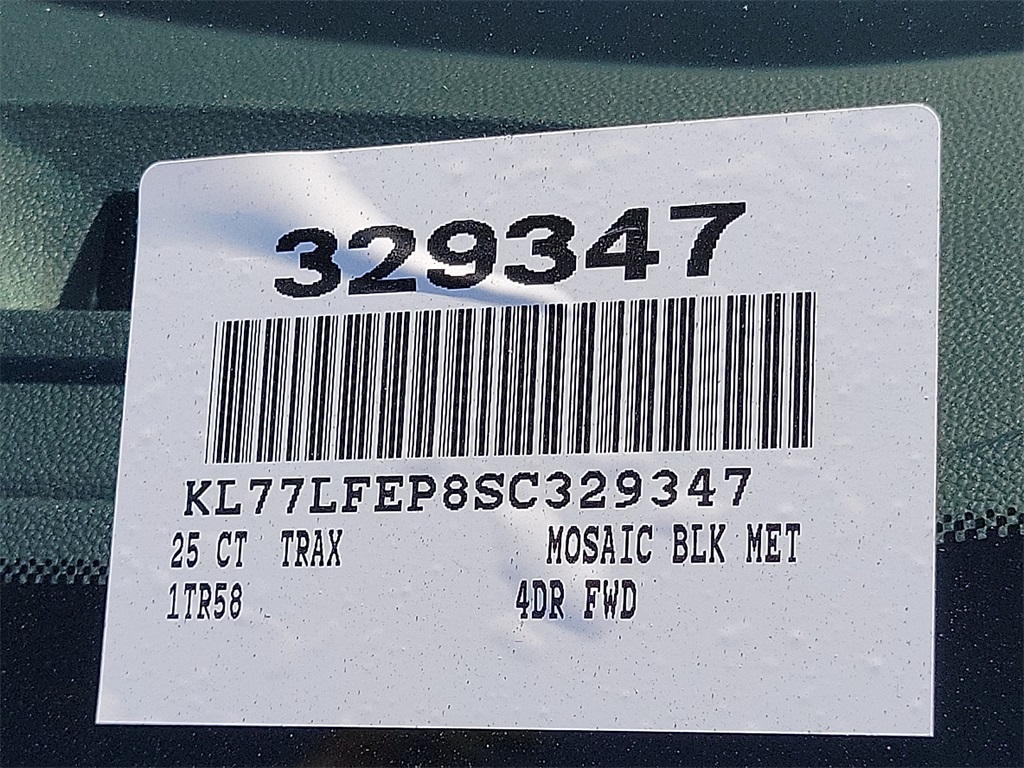 329347
KL77LFEP8SC329347
25 CT TRAX MOSAIC BLK MET
1TR58 4DR FWD